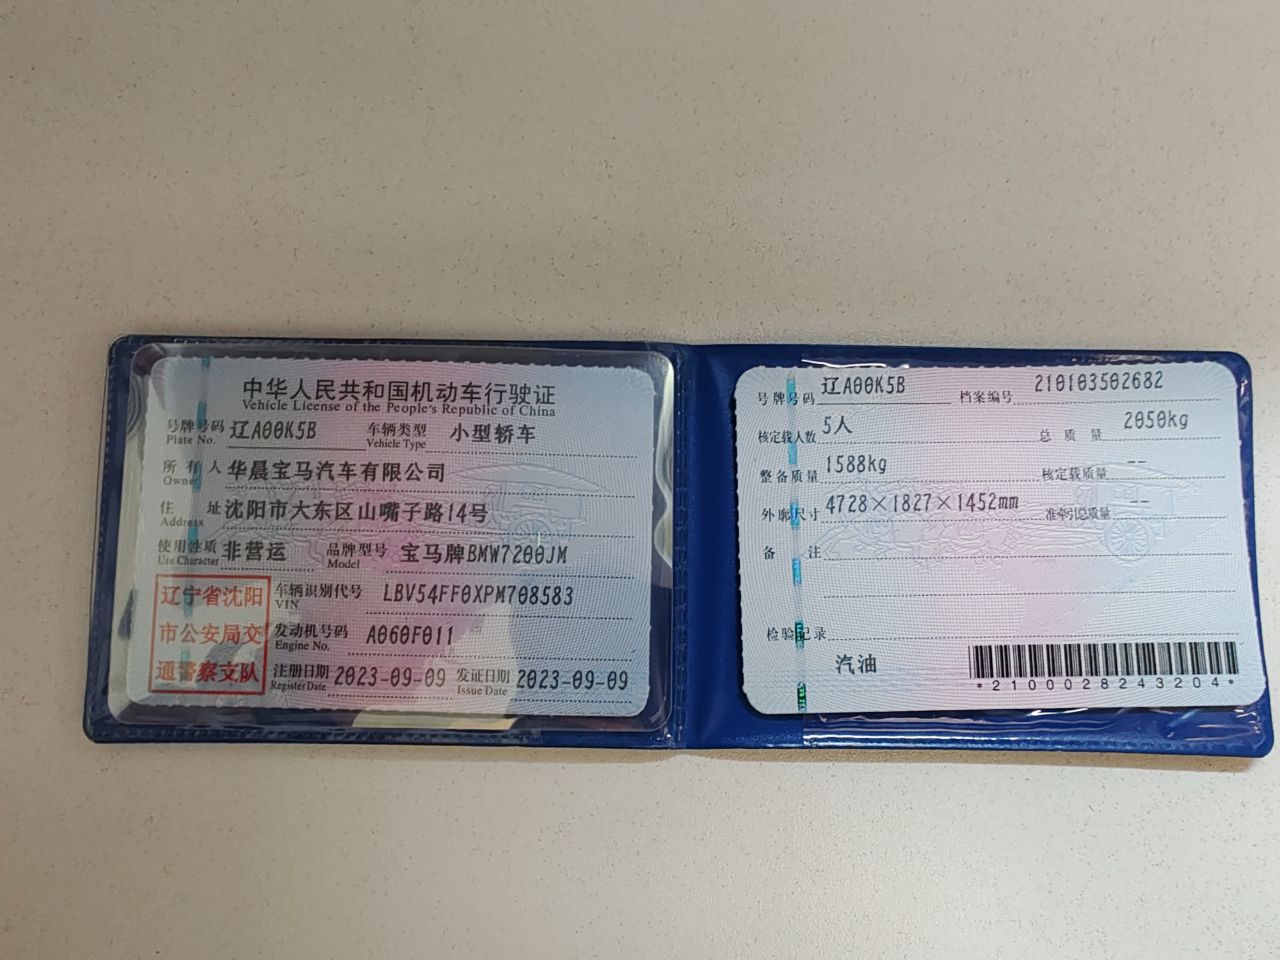 中华人民共和国机动车行驶证
Vehicle License of the People's Republic of China
号牌号码 辽A00K5B 车辆类型 小型轿车
Plate No. Vehicle Type
所有人 华晨宝马汽车有限公司
Owner
住址 沈阳市大东区山嘴子路14号
Address
使用性质 非营运 品牌型号 宝马牌BMW7200JM
Use Character Model
辽宁省沈阳
市公安局交
通警察支队
车辆识别代号 LBV54FF0XPM708583
VIN
发动机号码 A060F011
Engine No.
注册日期 2023-09-09 发证日期 2023-09-09
Register Date Issue Date
号牌号码 辽A00K5B 档案编号 210103502682
核定载人数 5人 总质量 2050kg
整备质量 1588kg 核定载质量 --
外廓尺寸 4728×1827×1452mm 准牵引总质量 --
备注
检验记录
汽油
*2100028243204*